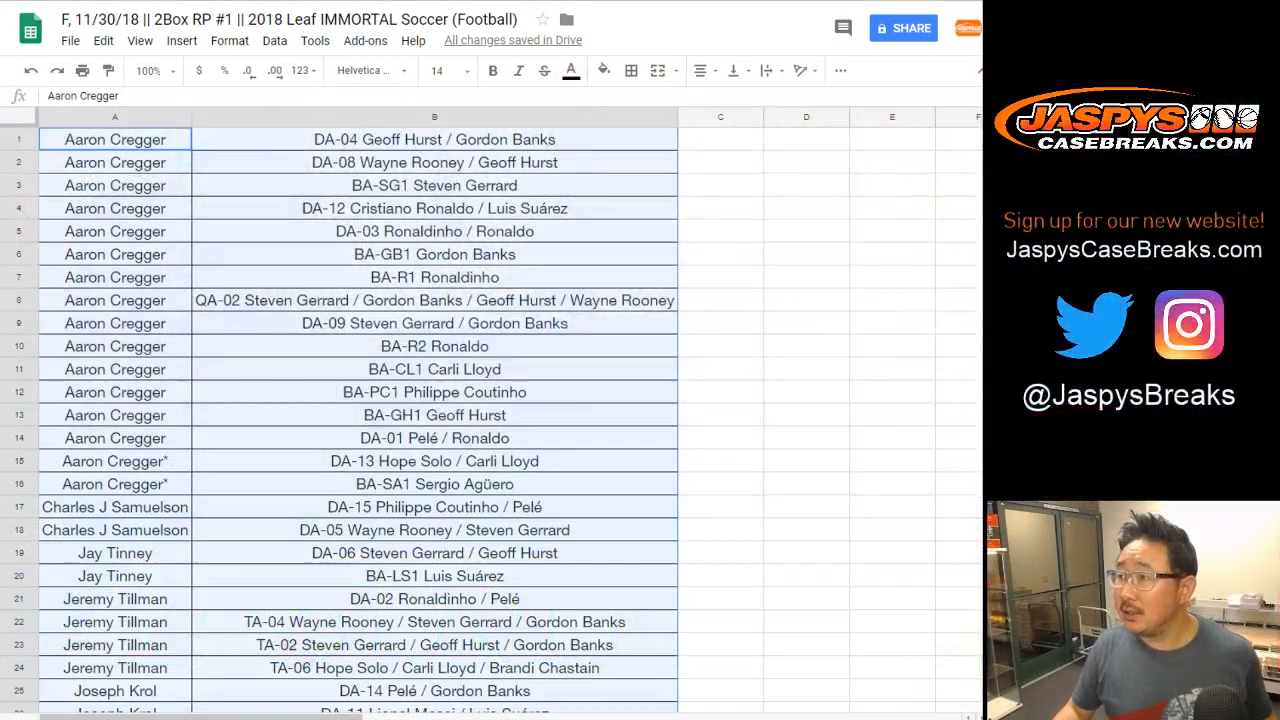 F, 11/30/18 || 2Box RP #1 || 2018 Leaf IMMORTAL Soccer (Football)
File Edit View Insert Format Tools Add-ons Help All changes saved in Drive
SHARE
100% $ % .0 .00 123 Helvetica ... 14 B I S A
fx Aaron Cregger
A B C D E F
1 Aaron Cregger DA-04 Geoff Hurst / Gordon Banks
2 Aaron Cregger DA-08 Wayne Rooney / Geoff Hurst
3 Aaron Cregger BA-SG1 Steven Gerrard
4 Aaron Cregger DA-12 Cristiano Ronaldo / Luis Suárez
5 Aaron Cregger DA-03 Ronaldinho / Ronaldo
6 Aaron Cregger BA-GB1 Gordon Banks
7 Aaron Cregger BA-R1 Ronaldinho
8 Aaron Cregger QA-02 Steven Gerrard / Gordon Banks / Geoff Hurst / Wayne Rooney
9 Aaron Cregger DA-09 Steven Gerrard / Gordon Banks
10 Aaron Cregger BA-R2 Ronaldo
11 Aaron Cregger BA-CL1 Carli Lloyd
12 Aaron Cregger BA-PC1 Philippe Coutinho
13 Aaron Cregger BA-GH1 Geoff Hurst
14 Aaron Cregger DA-01 Pelé / Ronaldo
15 Aaron Cregger* DA-13 Hope Solo / Carli Lloyd
16 Aaron Cregger* BA-SA1 Sergio Agüero
17 Charles J Samuelson DA-15 Philippe Coutinho / Pelé
18 Charles J Samuelson DA-05 Wayne Rooney / Steven Gerrard
19 Jay Tinney DA-06 Steven Gerrard / Geoff Hurst
20 Jay Tinney BA-LS1 Luis Suárez
21 Jeremy Tillman DA-02 Ronaldinho / Pelé
22 Jeremy Tillman TA-04 Wayne Rooney / Steven Gerrard / Gordon Banks
23 Jeremy Tillman TA-02 Steven Gerrard / Geoff Hurst / Gordon Banks
24 Jeremy Tillman TA-06 Hope Solo / Carli Lloyd / Brandi Chastain
25 Joseph Krol DA-14 Pelé / Gordon Banks
Joseph Krol DA-11 Lionel Messi / Luis Suárez
JASPYS
CASEBREAKS.COM
Sign up for our new website!
JaspysCaseBreaks.com
@JaspysBreaks